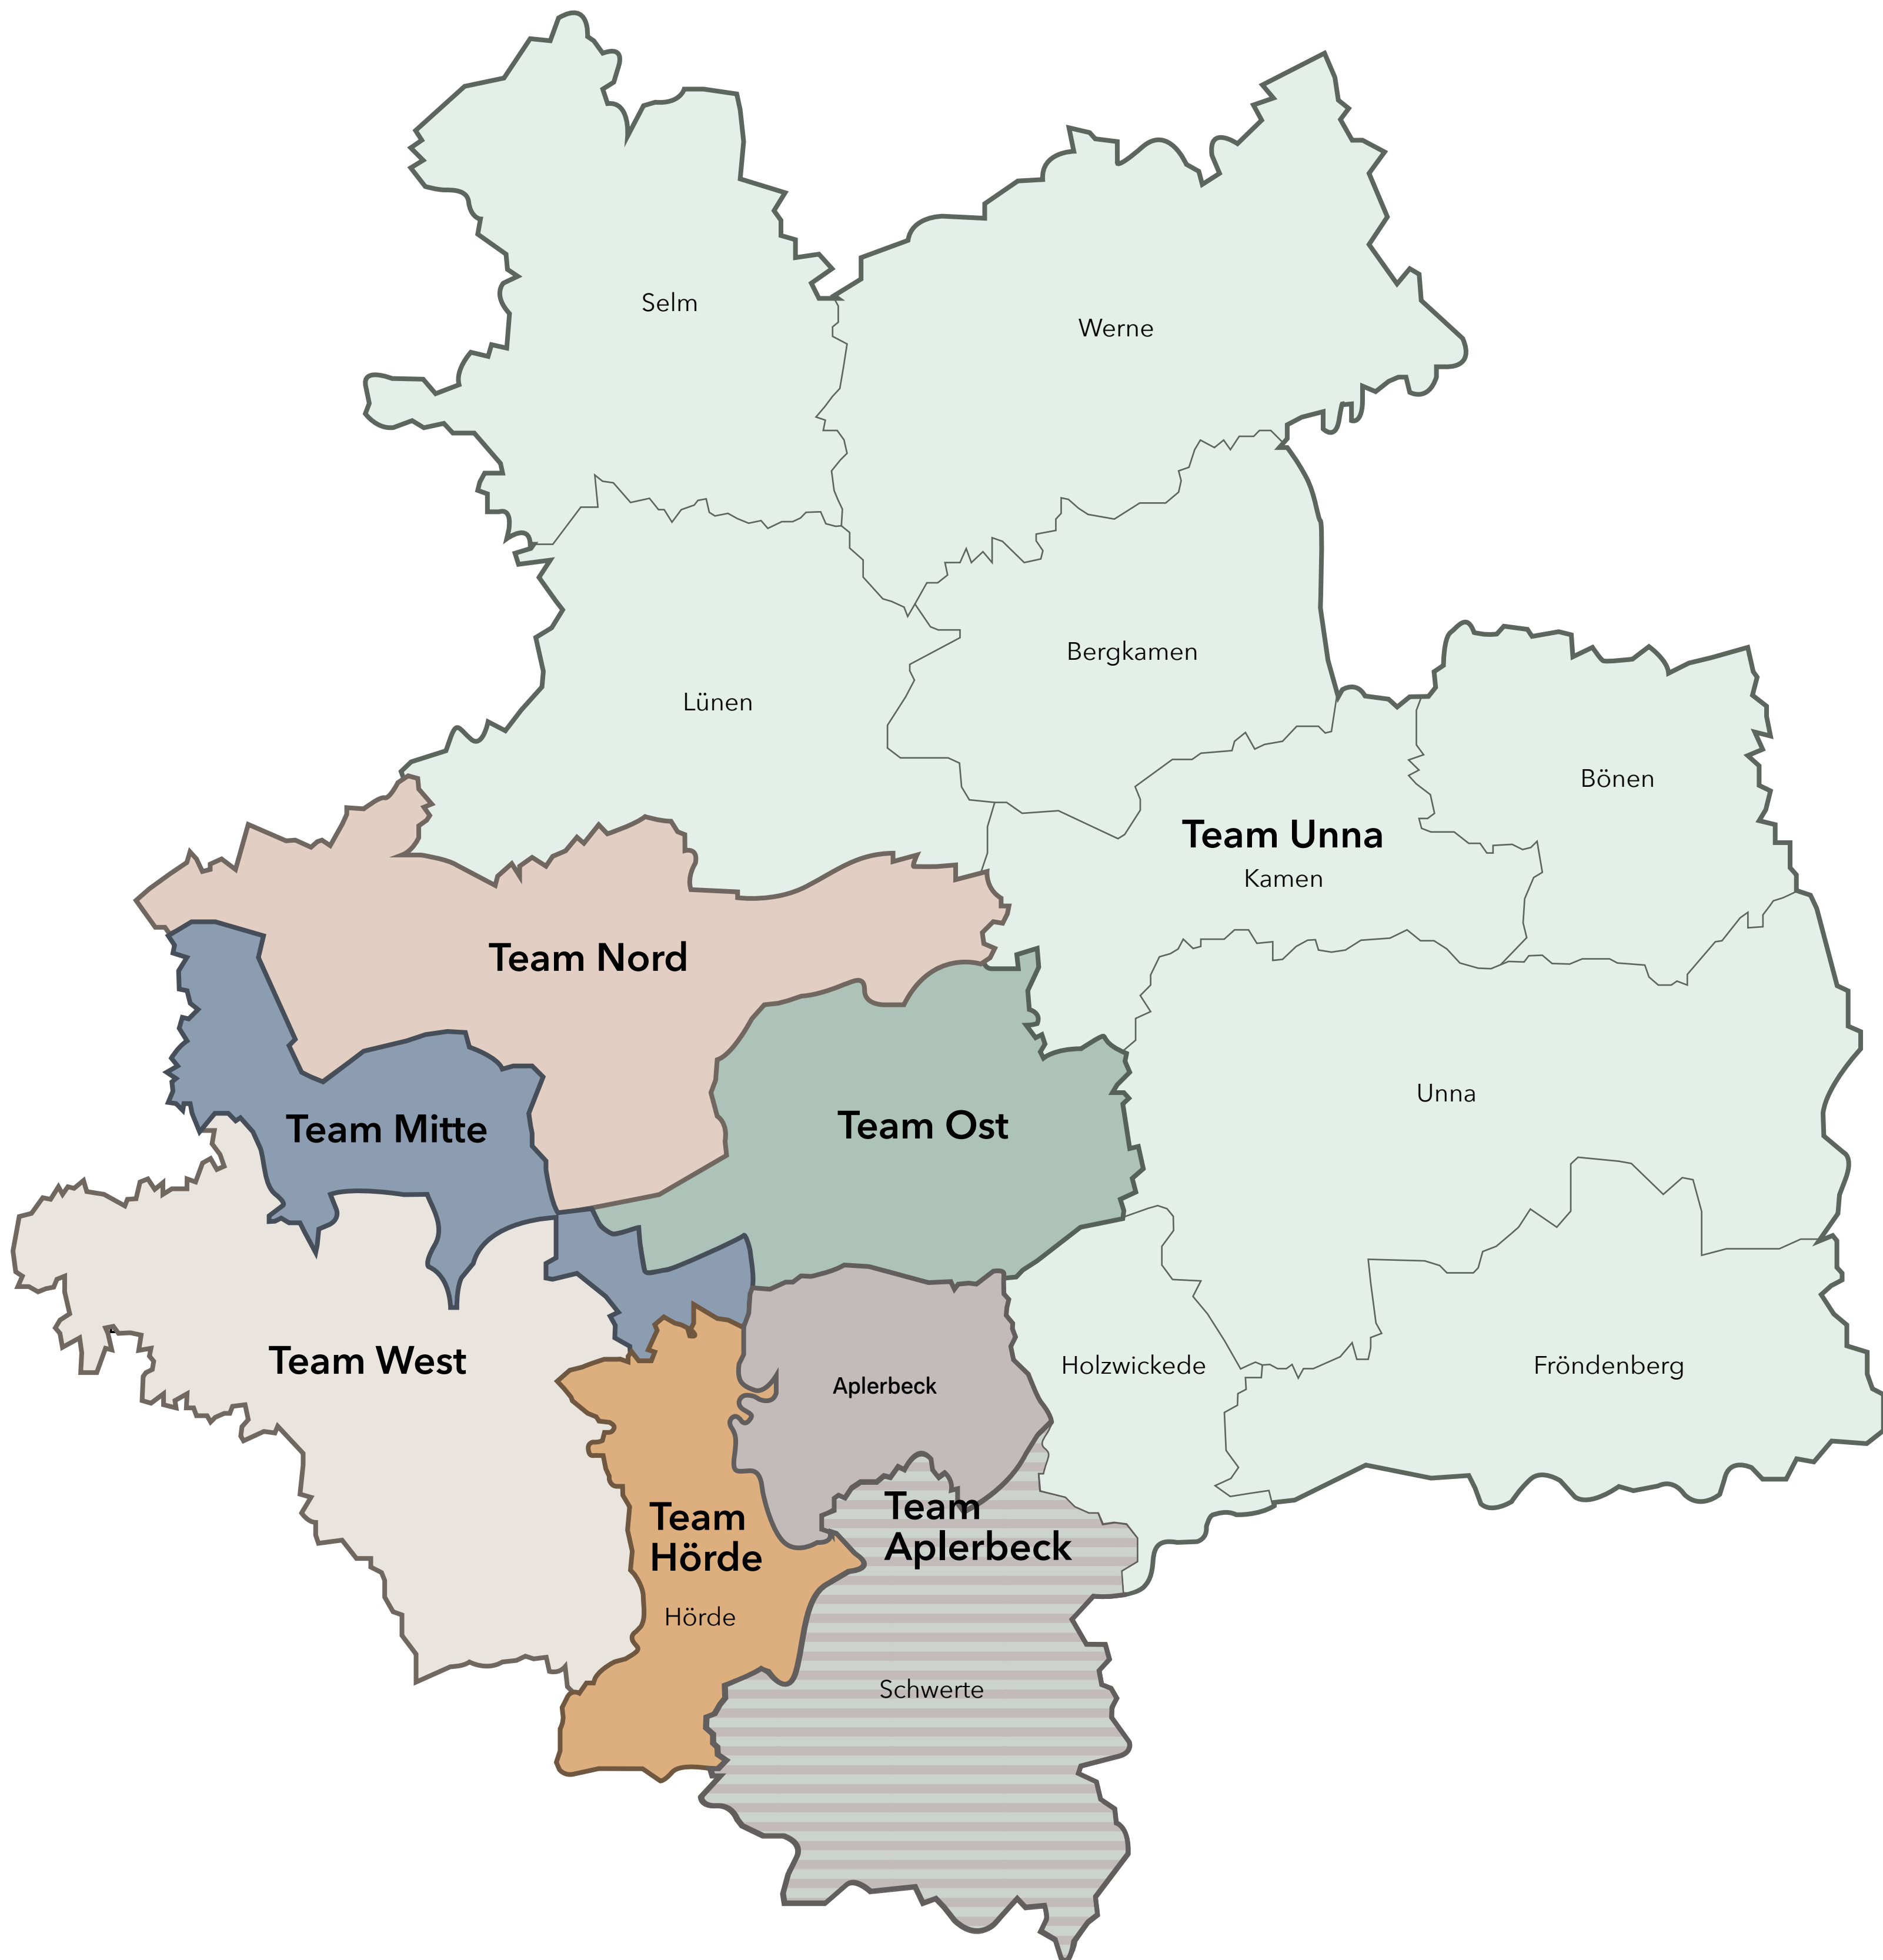 Selm
Werne
Bergkamen
Lünen
Bönen
Team Unna
Kamen
Team Nord
Unna
Team Ost
Team Mitte
Team West
Holzwickede
Fröndenberg
Aplerbeck
Team
Aplerbeck
Team
Hörde
Hörde
Schwerte